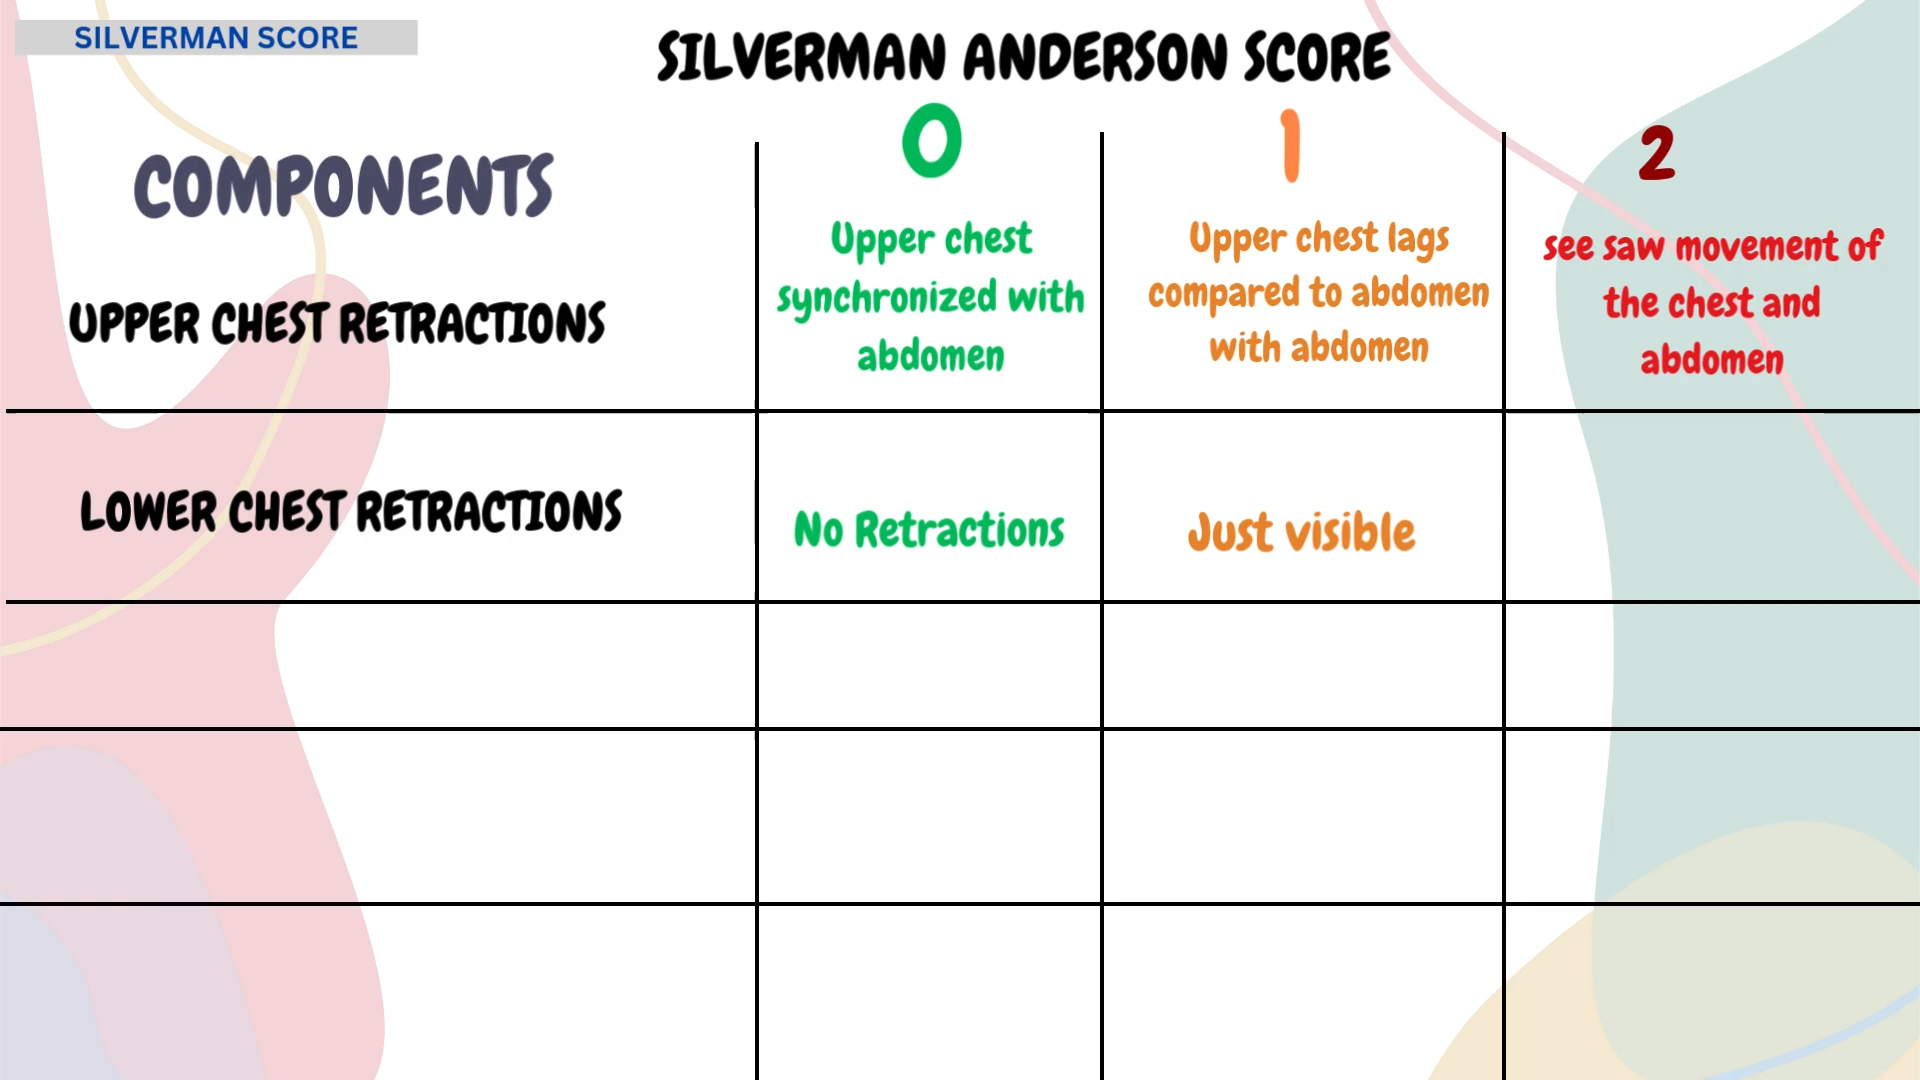 SILVERMAN SCORE
SILVERMAN ANDERSON SCORE
COMPONENTS
0
1
2
UPPER CHEST RETRACTIONS
Upper chest
synchronized with
abdomen
Upper chest lags
compared to abdomen
with abdomen
see saw movement of
the chest and
abdomen
LOWER CHEST RETRACTIONS
No Retractions
Just visible